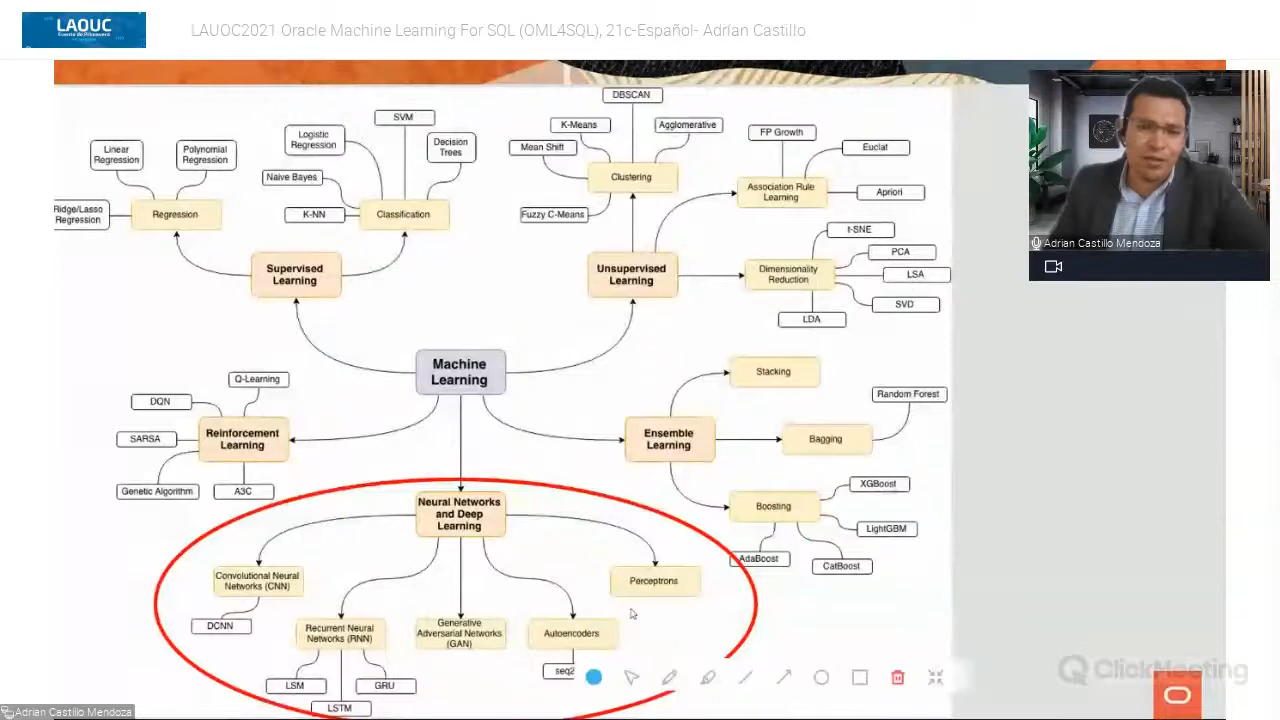 LAOUC
LAUOC2021 Oracle Machine Learning For SQL (OML4SQL), 21c-Español- Adrían Castillo
DBSCAN
SVM
K-Means
Agglomerative
FP Growth
Logistic
Regression
Decision
Trees
Linear
Regression
Polynomial
Regression
Mean Shift
Euclat
Naive Bayes
Clustering
Association Rule
Learning
Apriori
Ridge/Lasso
Regression
Regression
K-NN
Classification
Fuzzy C-Means
t-SNE
PCA
Supervised
Learning
Unsupervised
Learning
Dimensionality
Reduction
LSA
SVD
LDA
Adrian Castillo Mendoza
Machine
Learning
Stacking
Q-Learning
DQN
Random Forest
SARSA
Reinforcement
Learning
Ensemble
Learning
Bagging
Genetic Algorithm
A3C
XGBoost
Neural Networks
and Deep
Learning
Boosting
LightGBM
AdaBoost
CatBoost
Convolutional Neural
Networks (CNN)
Perceptrons
DCNN
Recurrent Neural
Networks (RNN)
Generative
Adversarial Networks
(GAN)
Autoencoders
seq2
LSM
GRU
LSTM
ClickMeeting
Adrian Castillo Mendoza